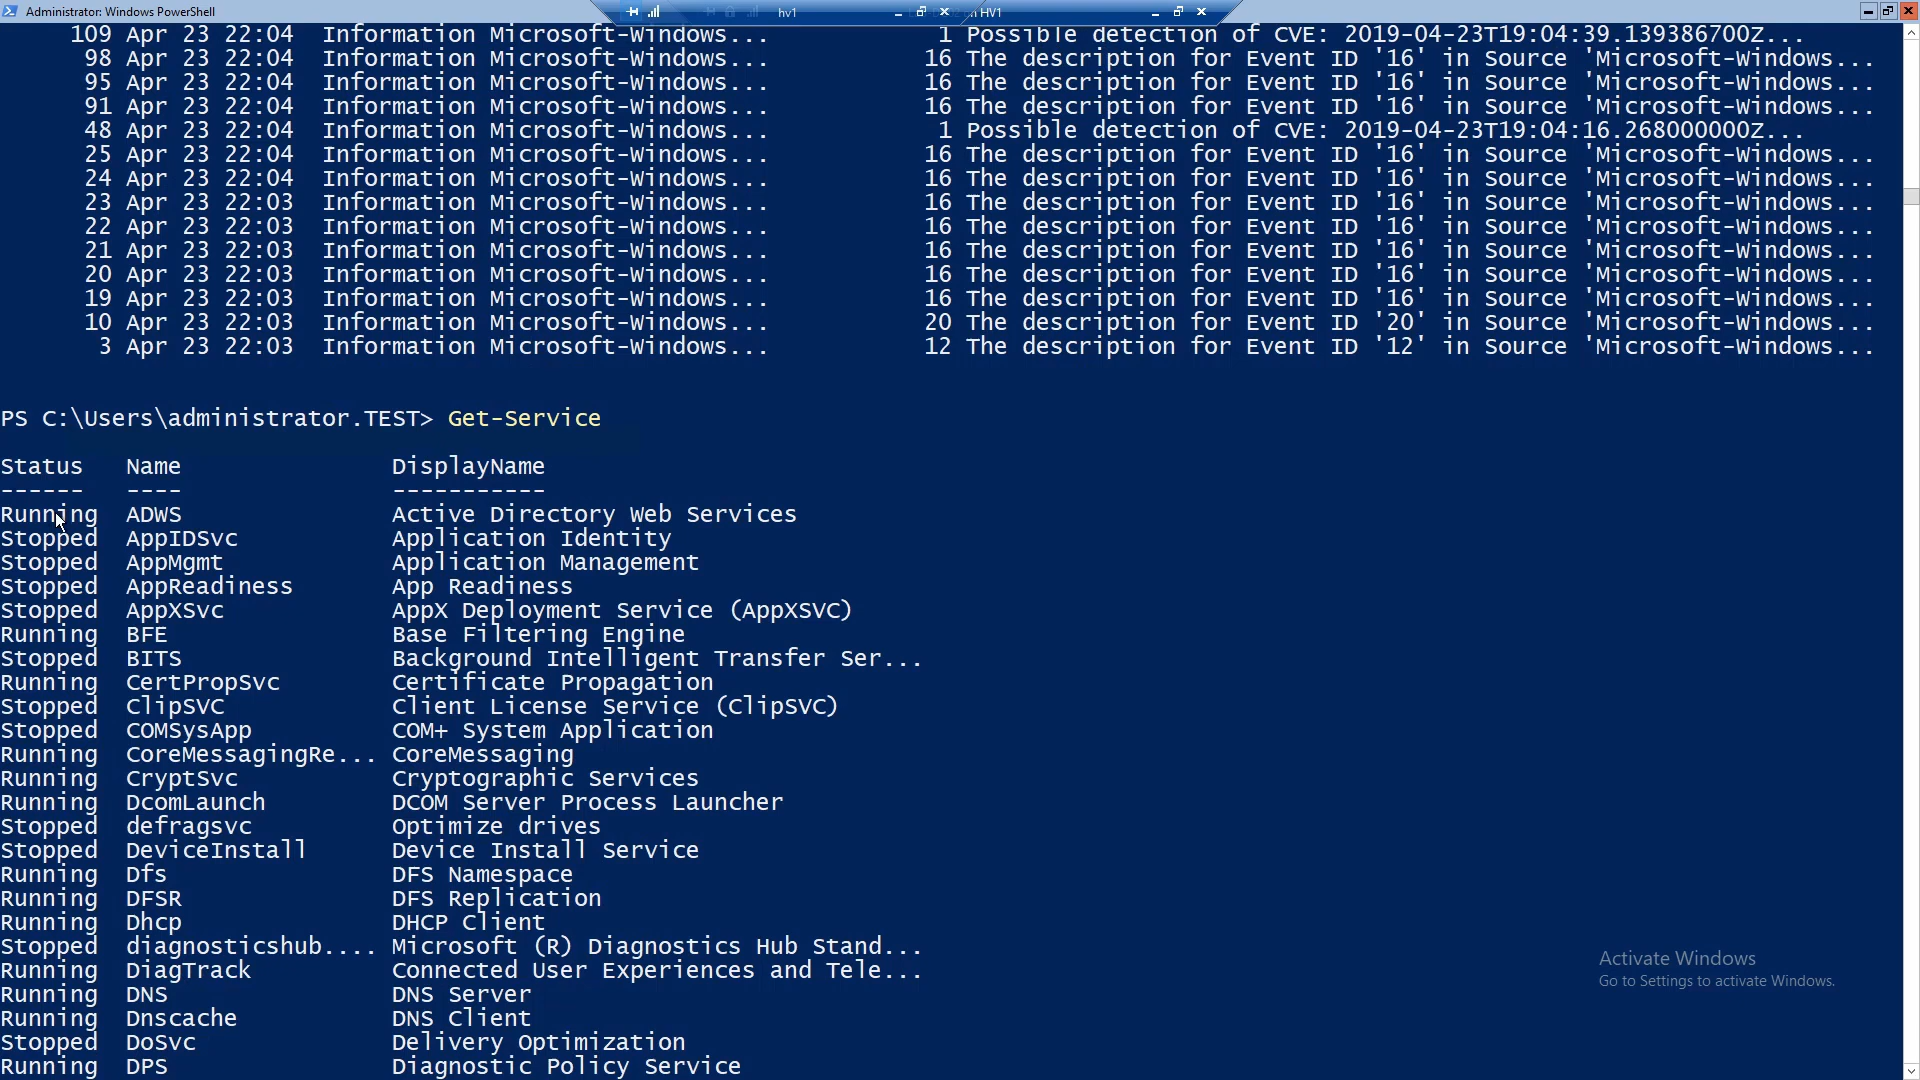 Administrator: Windows PowerShell
hv1
HV1
109 Apr 23 22:04 Information Microsoft-Windows... 1 Possible detection of CVE: 2019-04-23T19:04:39.139386700Z...
98 Apr 23 22:04 Information Microsoft-Windows... 16 The description for Event ID '16' in Source 'Microsoft-Windows...
95 Apr 23 22:04 Information Microsoft-Windows... 16 The description for Event ID '16' in Source 'Microsoft-Windows...
91 Apr 23 22:04 Information Microsoft-Windows... 16 The description for Event ID '16' in Source 'Microsoft-Windows...
48 Apr 23 22:04 Information Microsoft-Windows... 1 Possible detection of CVE: 2019-04-23T19:04:16.268000000Z...
25 Apr 23 22:04 Information Microsoft-Windows... 16 The description for Event ID '16' in Source 'Microsoft-Windows...
24 Apr 23 22:04 Information Microsoft-Windows... 16 The description for Event ID '16' in Source 'Microsoft-Windows...
23 Apr 23 22:03 Information Microsoft-Windows... 16 The description for Event ID '16' in Source 'Microsoft-Windows...
22 Apr 23 22:03 Information Microsoft-Windows... 16 The description for Event ID '16' in Source 'Microsoft-Windows...
21 Apr 23 22:03 Information Microsoft-Windows... 16 The description for Event ID '16' in Source 'Microsoft-Windows...
20 Apr 23 22:03 Information Microsoft-Windows... 16 The description for Event ID '16' in Source 'Microsoft-Windows...
19 Apr 23 22:03 Information Microsoft-Windows... 16 The description for Event ID '16' in Source 'Microsoft-Windows...
10 Apr 23 22:03 Information Microsoft-Windows... 20 The description for Event ID '20' in Source 'Microsoft-Windows...
3 Apr 23 22:03 Information Microsoft-Windows... 12 The description for Event ID '12' in Source 'Microsoft-Windows...
PS C:\Users\administrator.TEST> Get-Service
Status Name DisplayName
------ ---- -----------
Running ADWS Active Directory Web Services
Stopped AppIDSvc Application Identity
Stopped AppMgmt Application Management
Stopped AppReadiness App Readiness
Stopped AppXSvc AppX Deployment Service (AppXSVC)
Running BFE Base Filtering Engine
Stopped BITS Background Intelligent Transfer Ser...
Running CertPropSvc Certificate Propagation
Stopped ClipSVC Client License Service (ClipSVC)
Stopped COMSysApp COM+ System Application
Running CoreMessagingRe... CoreMessaging
Running CryptSvc Cryptographic Services
Running DcomLaunch DCOM Server Process Launcher
Stopped defragsvc Optimize drives
Stopped DeviceInstall Device Install Service
Running Dfs DFS Namespace
Running DFSR DFS Replication
Running Dhcp DHCP Client
Stopped diagnosticshub.... Microsoft (R) Diagnostics Hub Stand...
Running DiagTrack Connected User Experiences and Tele...
Running DNS DNS Server
Running Dnscache DNS Client
Stopped DoSvc Delivery Optimization
Running DPS Diagnostic Policy Service
Activate Windows
Go to Settings to activate Windows.